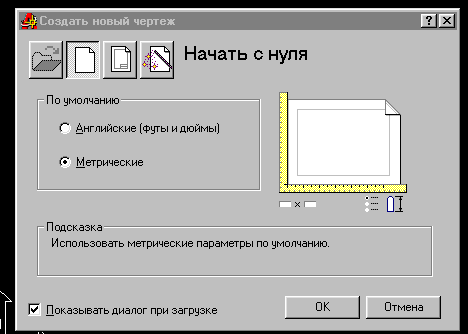 Создать новый чертеж
Начать с нуля
По умолчанию
Английские (футы и дюймы)
Метрические
Подсказка
Использовать метрические параметры по умолчанию.
Показывать диалог при загрузке
OK
Отмена